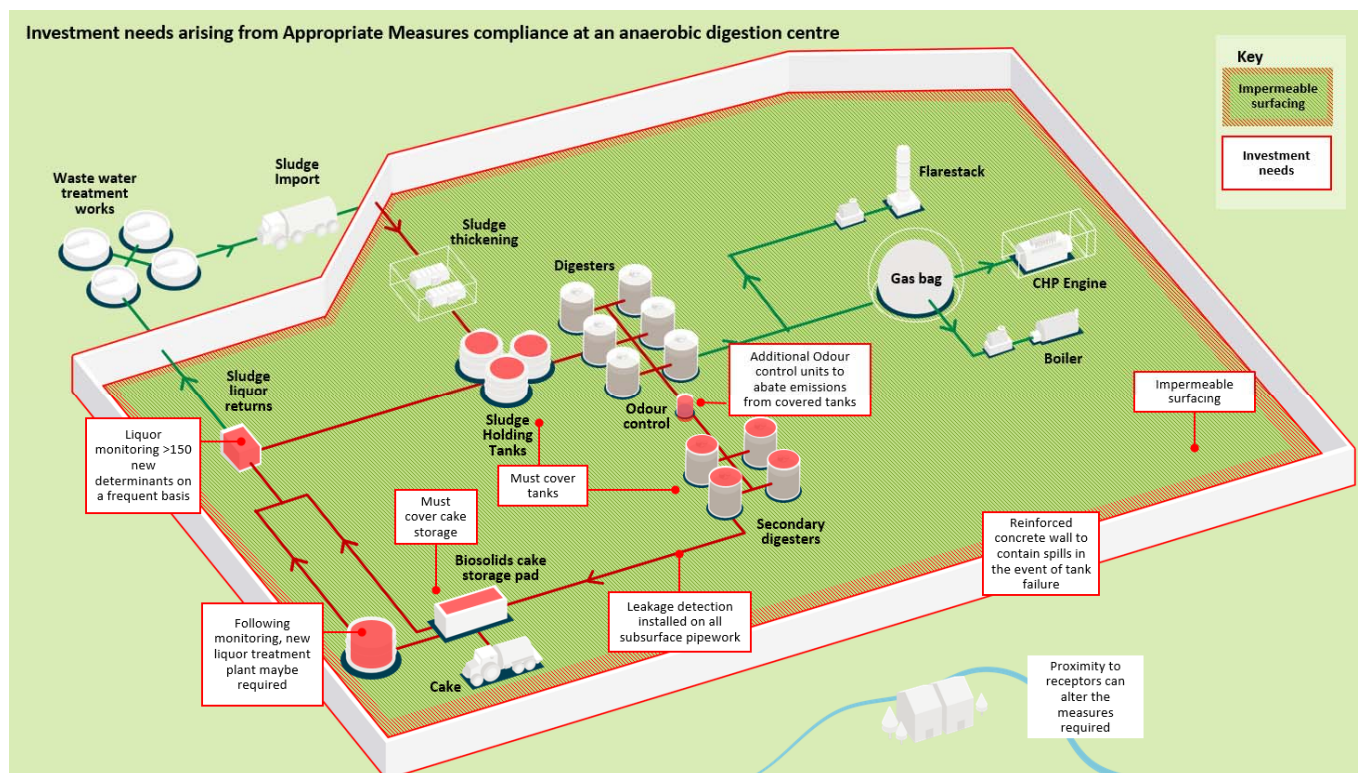 Investment needs arising from Appropriate Measures compliance at an anaerobic digestion centre
Key
Impermeable
surfacing
Investment
needs
Waste water
treatment
works
Sludge
Import
Sludge
thickening
Flarestack
Digesters
Gas bag
CHP Engine
Boiler
Sludge
liquor
returns
Additional Odour
control units to
abate emissions
from covered tanks
Impermeable
surfacing
Odour
control
Sludge
Holding
Tanks
Liquor
monitoring >150
new
determinants on
a frequent basis
Must cover
tanks
Must
cover cake
storage
Secondary
digesters
Reinforced
concrete wall to
contain spills in
the event of tank
failure
Biosolids cake
storage pad
Leakage detection
installed on all
subsurface pipework
Following
monitoring, new
liquor treatment
plant maybe
required
Cake
Proximity to
receptors can
alter the
measures
required